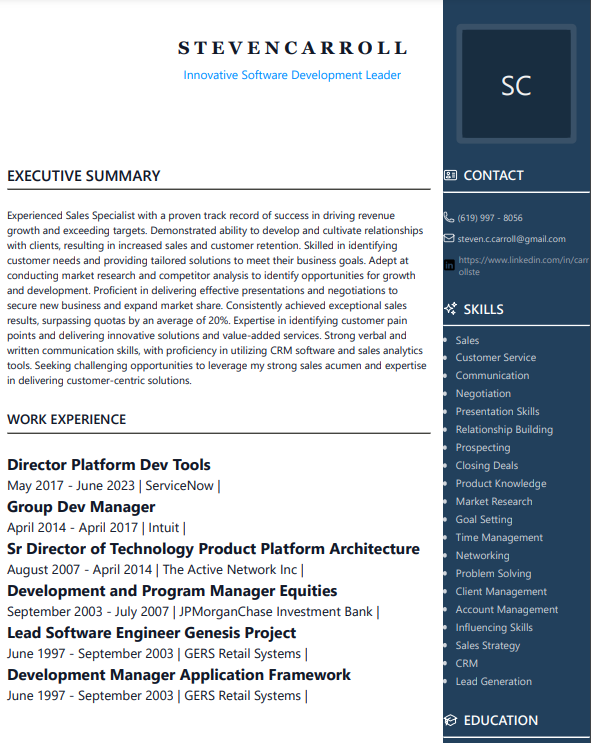 STEVENCARROLL
Innovative Software Development Leader
EXECUTIVE SUMMARY
Experienced Sales Specialist with a proven track record of success in driving revenue
growth and exceeding targets. Demonstrated ability to develop and cultivate relationships
with clients, resulting in increased sales and customer retention. Skilled in identifying
customer needs and providing tailored solutions to meet their business goals. Adept at
conducting market research and competitor analysis to identify opportunities for growth
and development. Proficient in delivering effective presentations and negotiations to
secure new business and expand market share. Consistently achieved exceptional sales
results, surpassing quotas by an average of 20%. Expertise in identifying customer pain
points and delivering innovative solutions and value-added services. Strong verbal and
written communication skills, with proficiency in utilizing CRM software and sales analytics
tools. Seeking challenging opportunities to leverage my strong sales acumen and expertise
in delivering customer-centric solutions.
WORK EXPERIENCE
Director Platform Dev Tools
May 2017 - June 2023 | ServiceNow |
Group Dev Manager
April 2014 - April 2017 | Intuit |
Sr Director of Technology Product Platform Architecture
August 2007 - April 2014 | The Active Network Inc |
Development and Program Manager Equities
September 2003 - July 2007 | JPMorganChase Investment Bank |
Lead Software Engineer Genesis Project
June 1997 - September 2003 | GERS Retail Systems |
Development Manager Application Framework
June 1997 - September 2003 | GERS Retail Systems |
SC
CONTACT
(619) 997 - 8056
steven.c.carroll@gmail.com
in
https://www.linkedin.com/in/carr
ollste
SKILLS
Sales
Customer Service
Communication
Negotiation
Presentation Skills
Relationship Building
Prospecting
Closing Deals
Product Knowledge
Market Research
Goal Setting
Time Management
Networking
Problem Solving
Client Management
Account Management
Influencing Skills
Sales Strategy
CRM
Lead Generation
EDUCATION